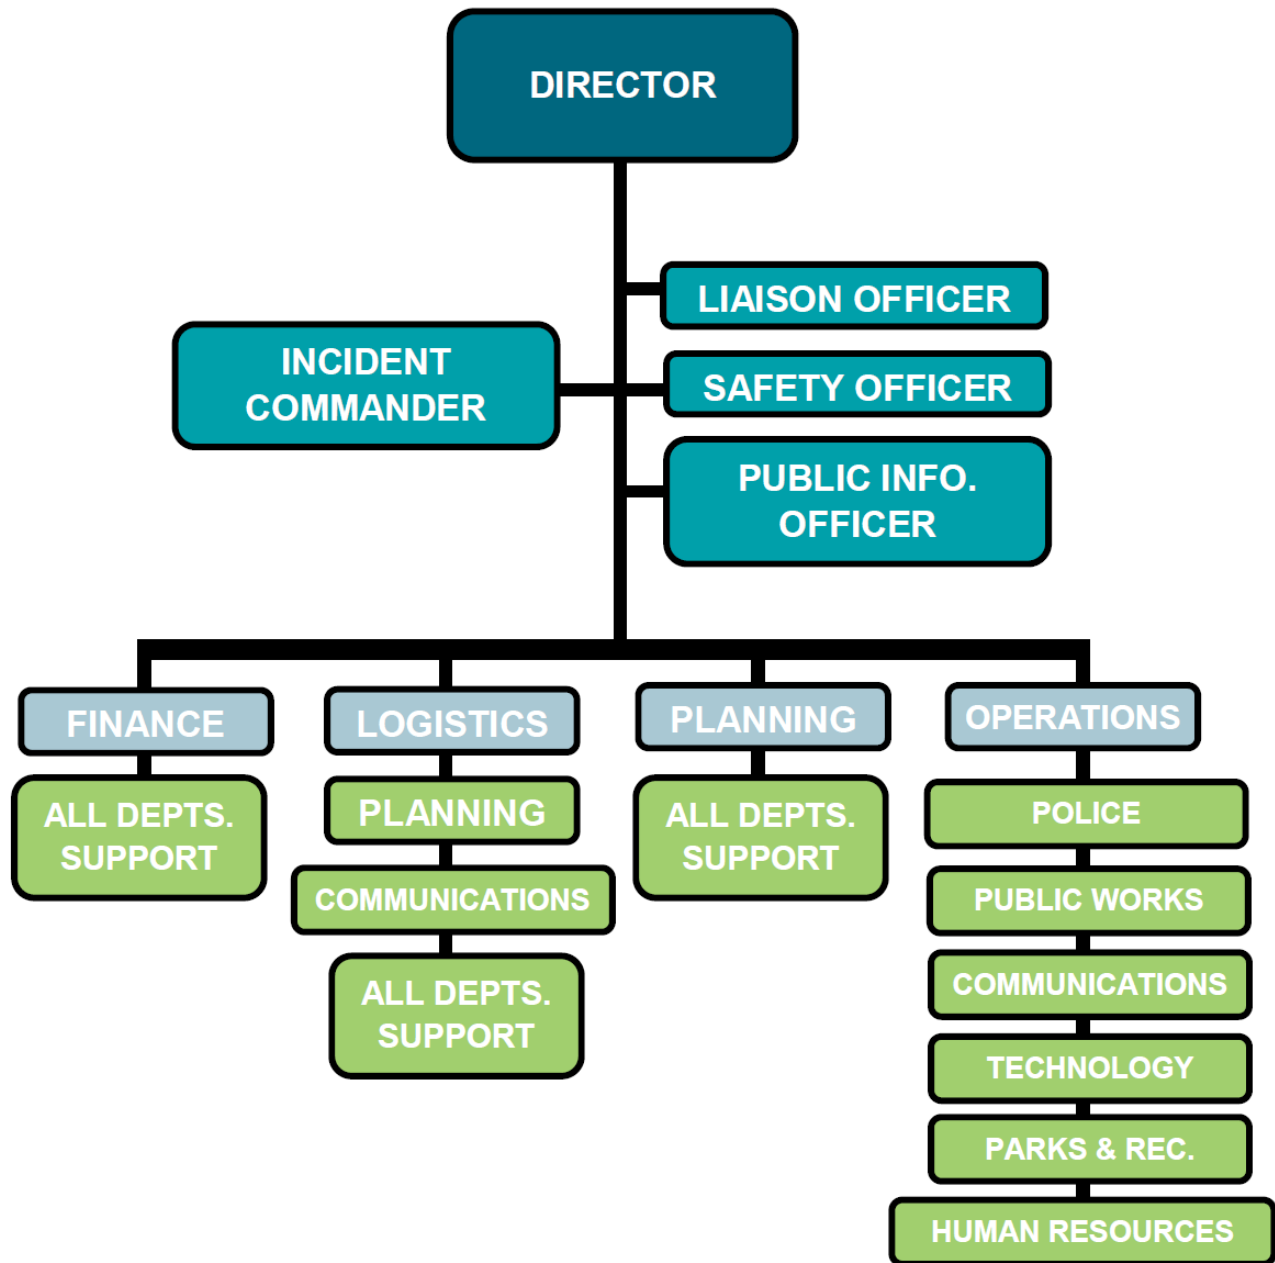 DIRECTOR
LIAISON OFFICER
INCIDENT
COMMANDER
SAFETY OFFICER
PUBLIC INFO.
OFFICER
FINANCE
ALL DEPTS.
SUPPORT
LOGISTICS
PLANNING
COMMUNICATIONS
ALL DEPTS.
SUPPORT
PLANNING
ALL DEPTS.
SUPPORT
OPERATIONS
POLICE
PUBLIC WORKS
COMMUNICATIONS
TECHNOLOGY
PARKS & REC.
HUMAN RESOURCES